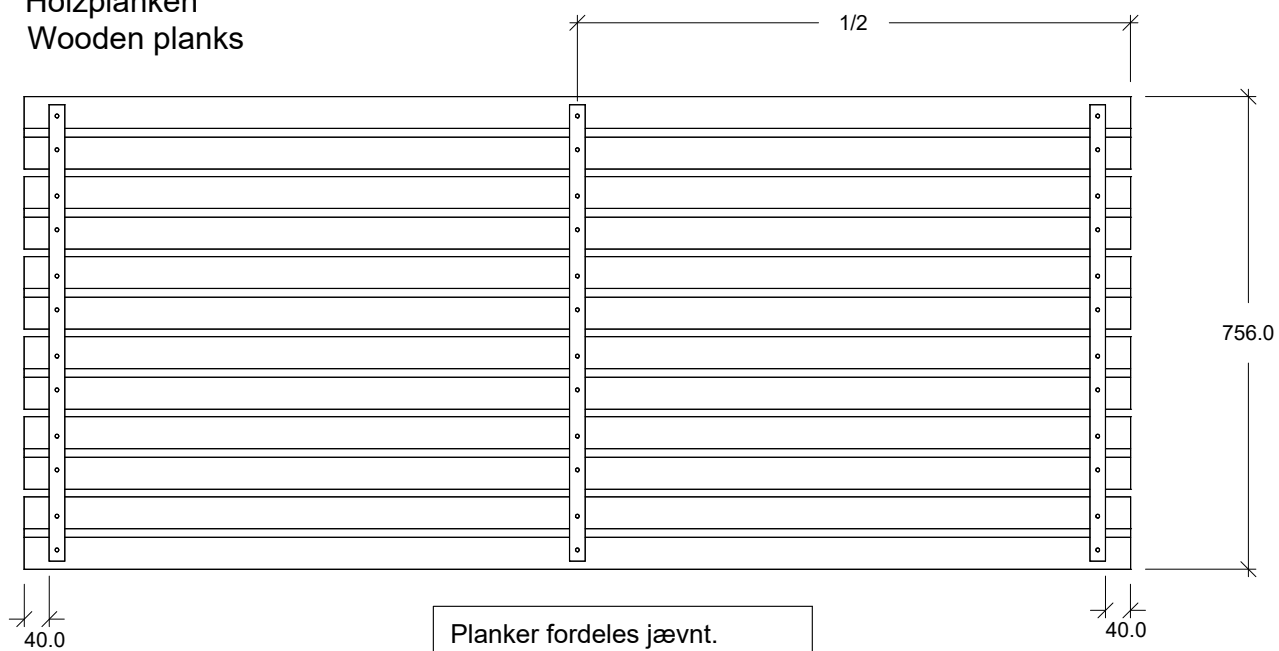 Holzplanken
Wooden planks
1/2
756.0
40.0
40.0
Planker fordeles jævnt.